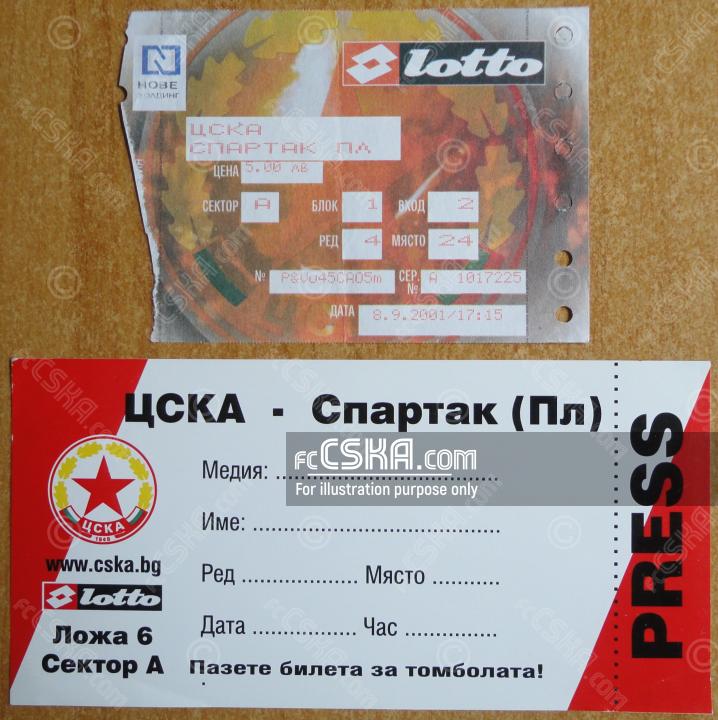 НОВЕ
ХОЛДИНГ
lotto
ЦСКА
СПАРТАК ПЛ
ЦЕНА 5.00 ЛВ
СЕКТОР А БЛОК 1 ВХОД 2
РЕД 4 МЯСТО 24
№ P&Vu45CAO5m СЕР. № А 1017225
ДАТА 8.9.2001/17:15
ЦСКА - Спартак (Пл)
PRESS
ЦСКА
1948
www.cska.bg
lotto
Ложа 6
Сектор А
Медия: ..............................
fcCSKA.com
For illustration purpose only
Име: ..............................
Ред ................ Място ...........
Дата .............. Час ..............
Пазете билета за томболата!